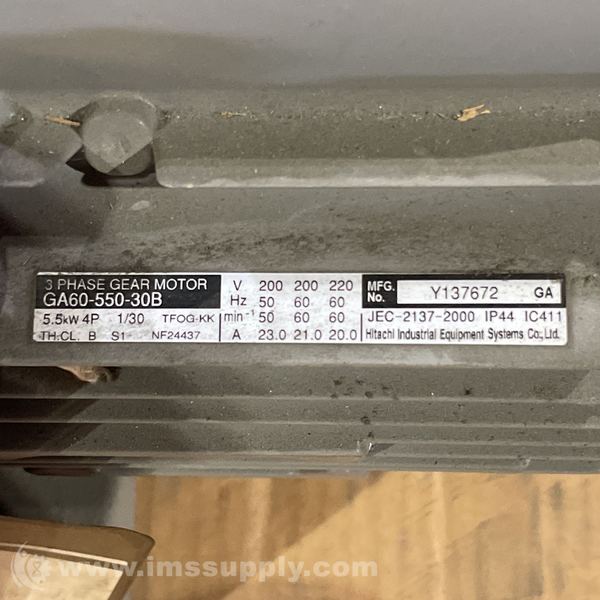 3 PHASE GEAR MOTOR
GA60-550-30B
5.5kW 4P 1/30 TFOG-KK
TH.CL. B S1 NF24437
V 200 200 220
Hz 50 60 60
min⁻¹ 50 60 60
A 23.0 21.0 20.0
MFG. No. Y137672 GA
JEC-2137-2000 IP44 IC411
Hitachi Industrial Equipment Systems Co., Ltd.
© www.imssupply.com